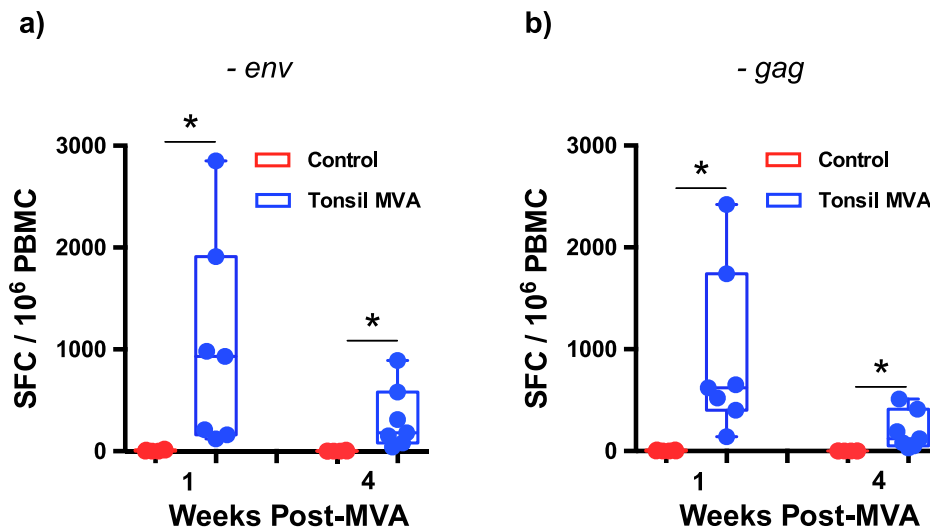 a)
- env
*
*
3000
2000
1000
0
SFC / 10⁶ PBMC
Control
Tonsil MVA
1
4
Weeks Post-MVA
b)
- gag
*
*
3000
2000
1000
0
SFC / 10⁶ PBMC
Control
Tonsil MVA
1
4
Weeks Post-MVA